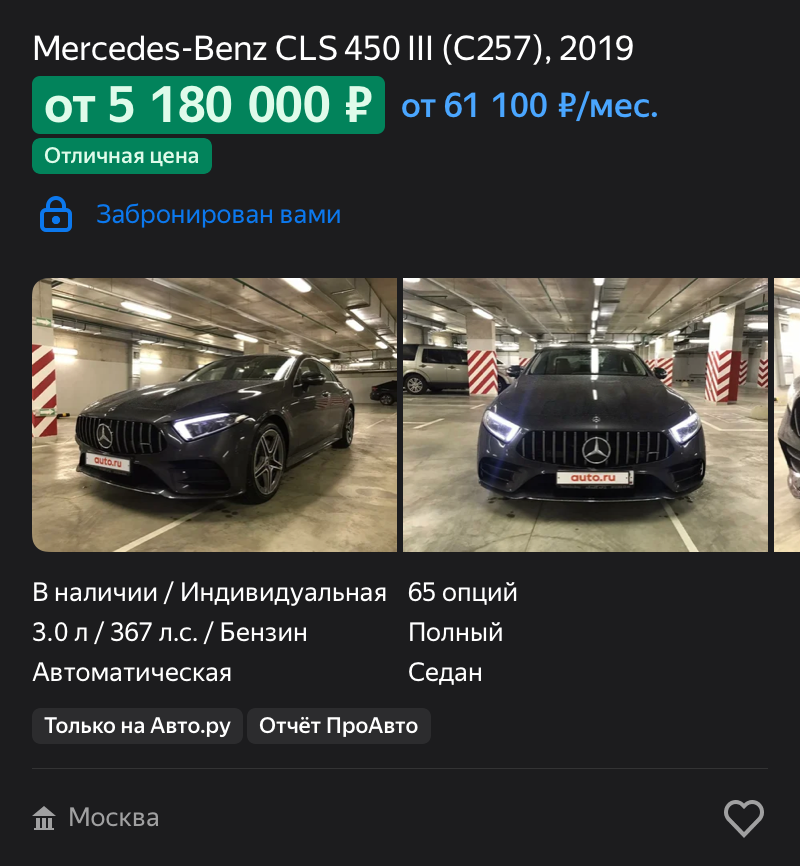 Mercedes-Benz CLS 450 III (C257), 2019
от 5 180 000 ₽ от 61 100 ₽/мес.
Отличная цена
Забронирован вами
auto.ru
auto.ru
В наличии / Индивидуальная 65 опций
3.0 л / 367 л.с. / Бензин Полный
Автоматическая Седан
Только на Авто.ру Отчёт ПроАвто
Москва